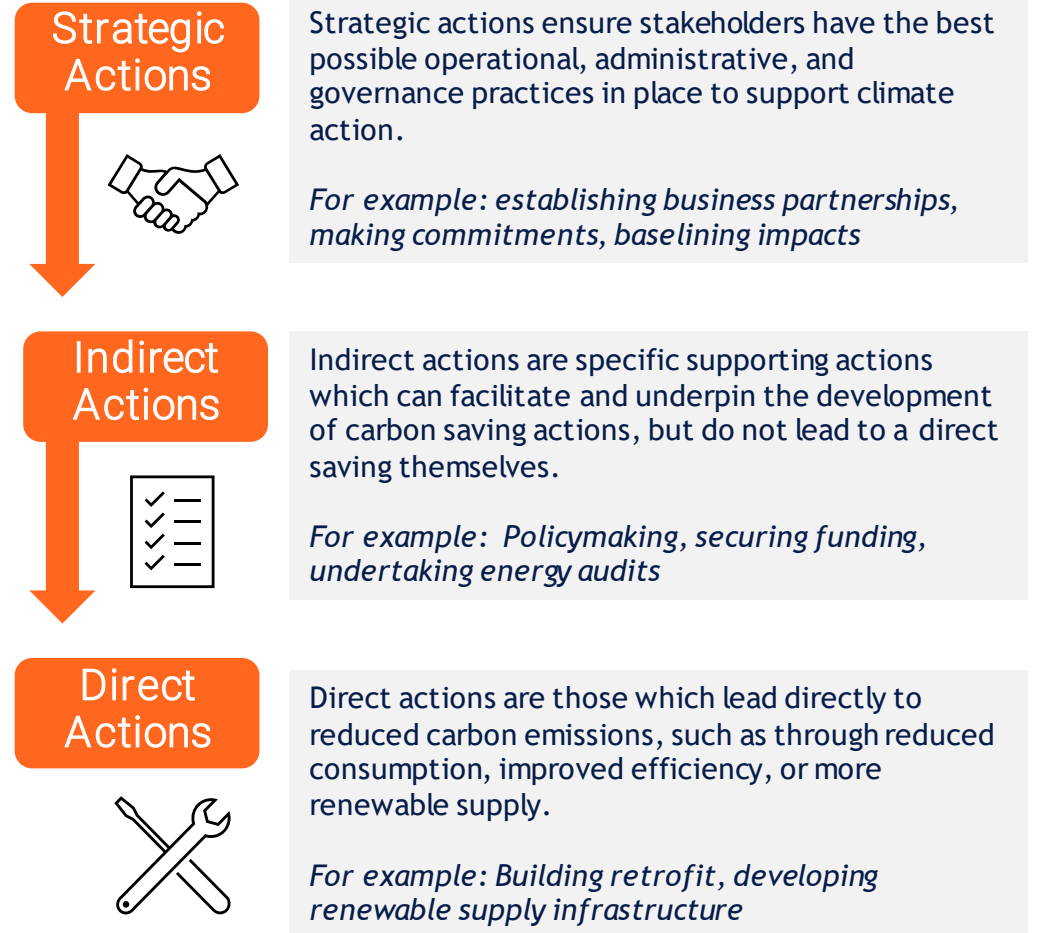 Strategic
Actions
Strategic actions ensure stakeholders have the best
possible operational, administrative, and
governance practices in place to support climate
action.
For example: establishing business partnerships,
making commitments, baselining impacts
Indirect
Actions
Indirect actions are specific supporting actions
which can facilitate and underpin the development
of carbon saving actions, but do not lead to a direct
saving themselves.
For example: Policymaking, securing funding,
undertaking energy audits
Direct
Actions
Direct actions are those which lead directly to
reduced carbon emissions, such as through reduced
consumption, improved efficiency, or more
renewable supply.
For example: Building retrofit, developing
renewable supply infrastructure